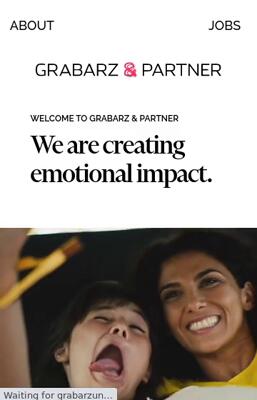 ABOUT JOBS
GRABARZ & PARTNER
WELCOME TO GRABARZ & PARTNER
We are creating
emotional impact.
Waiting for grabarzun...